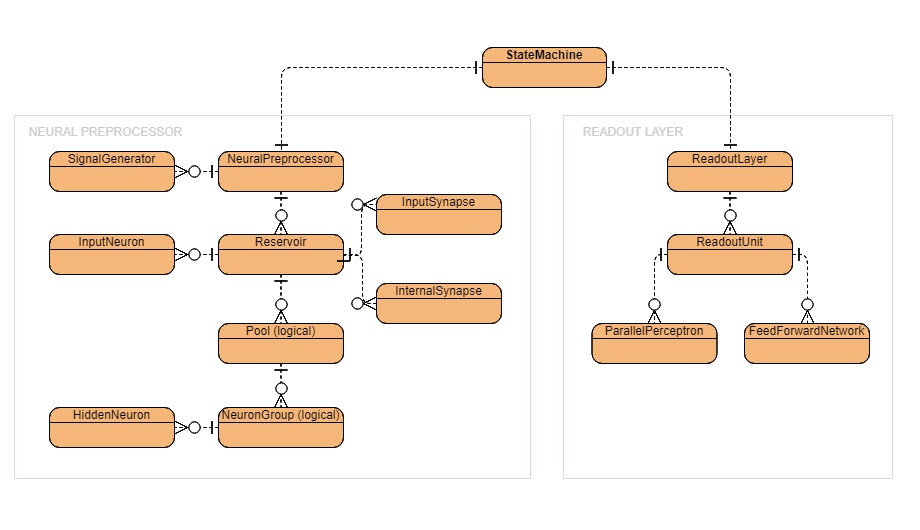 StateMachine
NEURAL PREPROCESSOR
READOUT LAYER
SignalGenerator
NeuralPreprocessor
ReadoutLayer
InputSynapse
InputNeuron
Reservoir
ReadoutUnit
InternalSynapse
Pool (logical)
ParallelPerceptron
FeedForwardNetwork
HiddenNeuron
NeuronGroup (logical)